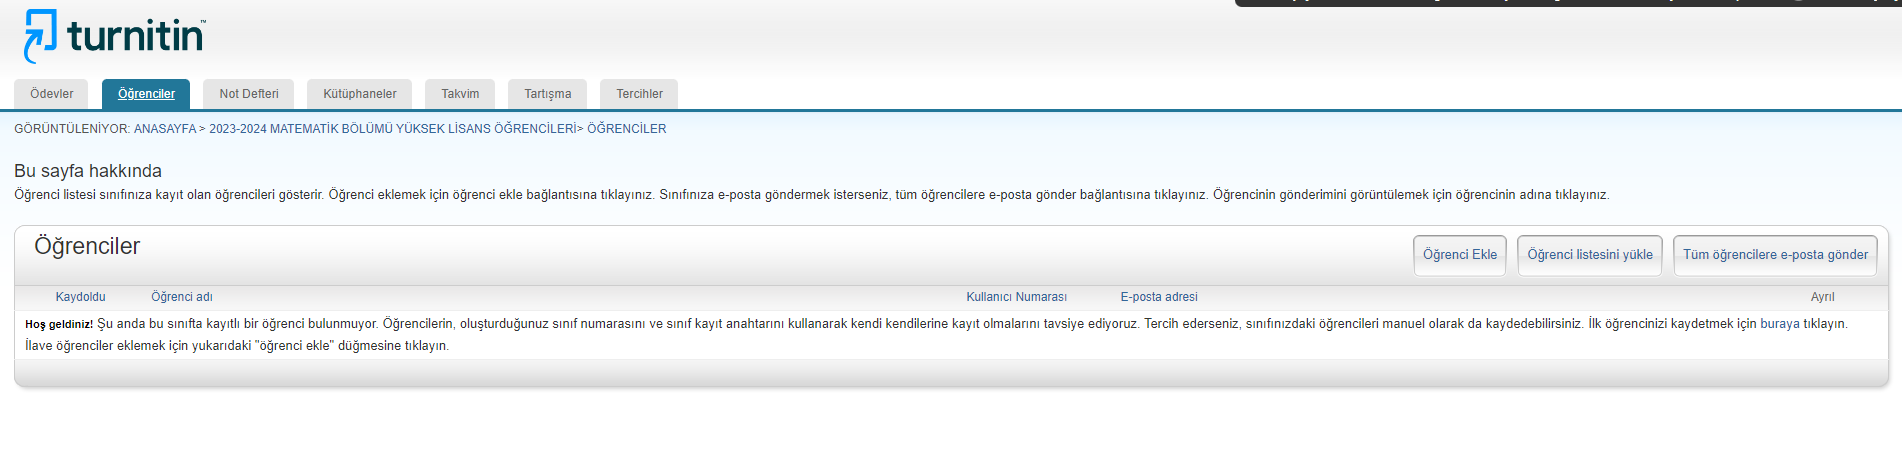 turnitin™
Ödevler Öğrenciler Not Defteri Kütüphaneler Takvim Tartışma Tercihler
GÖRÜNTÜLENİYOR: ANASAYFA > 2023-2024 MATEMATİK BÖLÜMÜ YÜKSEK LİSANS ÖĞRENCİLERİ> ÖĞRENCİLER
Bu sayfa hakkında
Öğrenci listesi sınıfınıza kayıt olan öğrencileri gösterir. Öğrenci eklemek için öğrenci ekle bağlantısına tıklayınız. Sınıfınıza e-posta göndermek isterseniz, tüm öğrencilere e-posta gönder bağlantısına tıklayınız. Öğrencinin gönderimini görüntülemek için öğrencinin adına tıklayınız.
Öğrenciler Öğrenci Ekle Öğrenci listesini yükle Tüm öğrencilere e-posta gönder
Kaydoldu Öğrenci adı Kullanıcı Numarası E-posta adresi Ayrıl
Hoş geldiniz! Şu anda bu sınıfta kayıtlı bir öğrenci bulunmuyor. Öğrencilerin, oluşturduğunuz sınıf numarasını ve sınıf kayıt anahtarını kullanarak kendi kendilerine kayıt olmalarını tavsiye ediyoruz. Tercih ederseniz, sınıfınızdaki öğrencileri manuel olarak da kaydedebilirsiniz. İlk öğrencinizi kaydetmek için buraya tıklayın.
İlave öğrenciler eklemek için yukarıdaki "öğrenci ekle" düğmesine tıklayın.